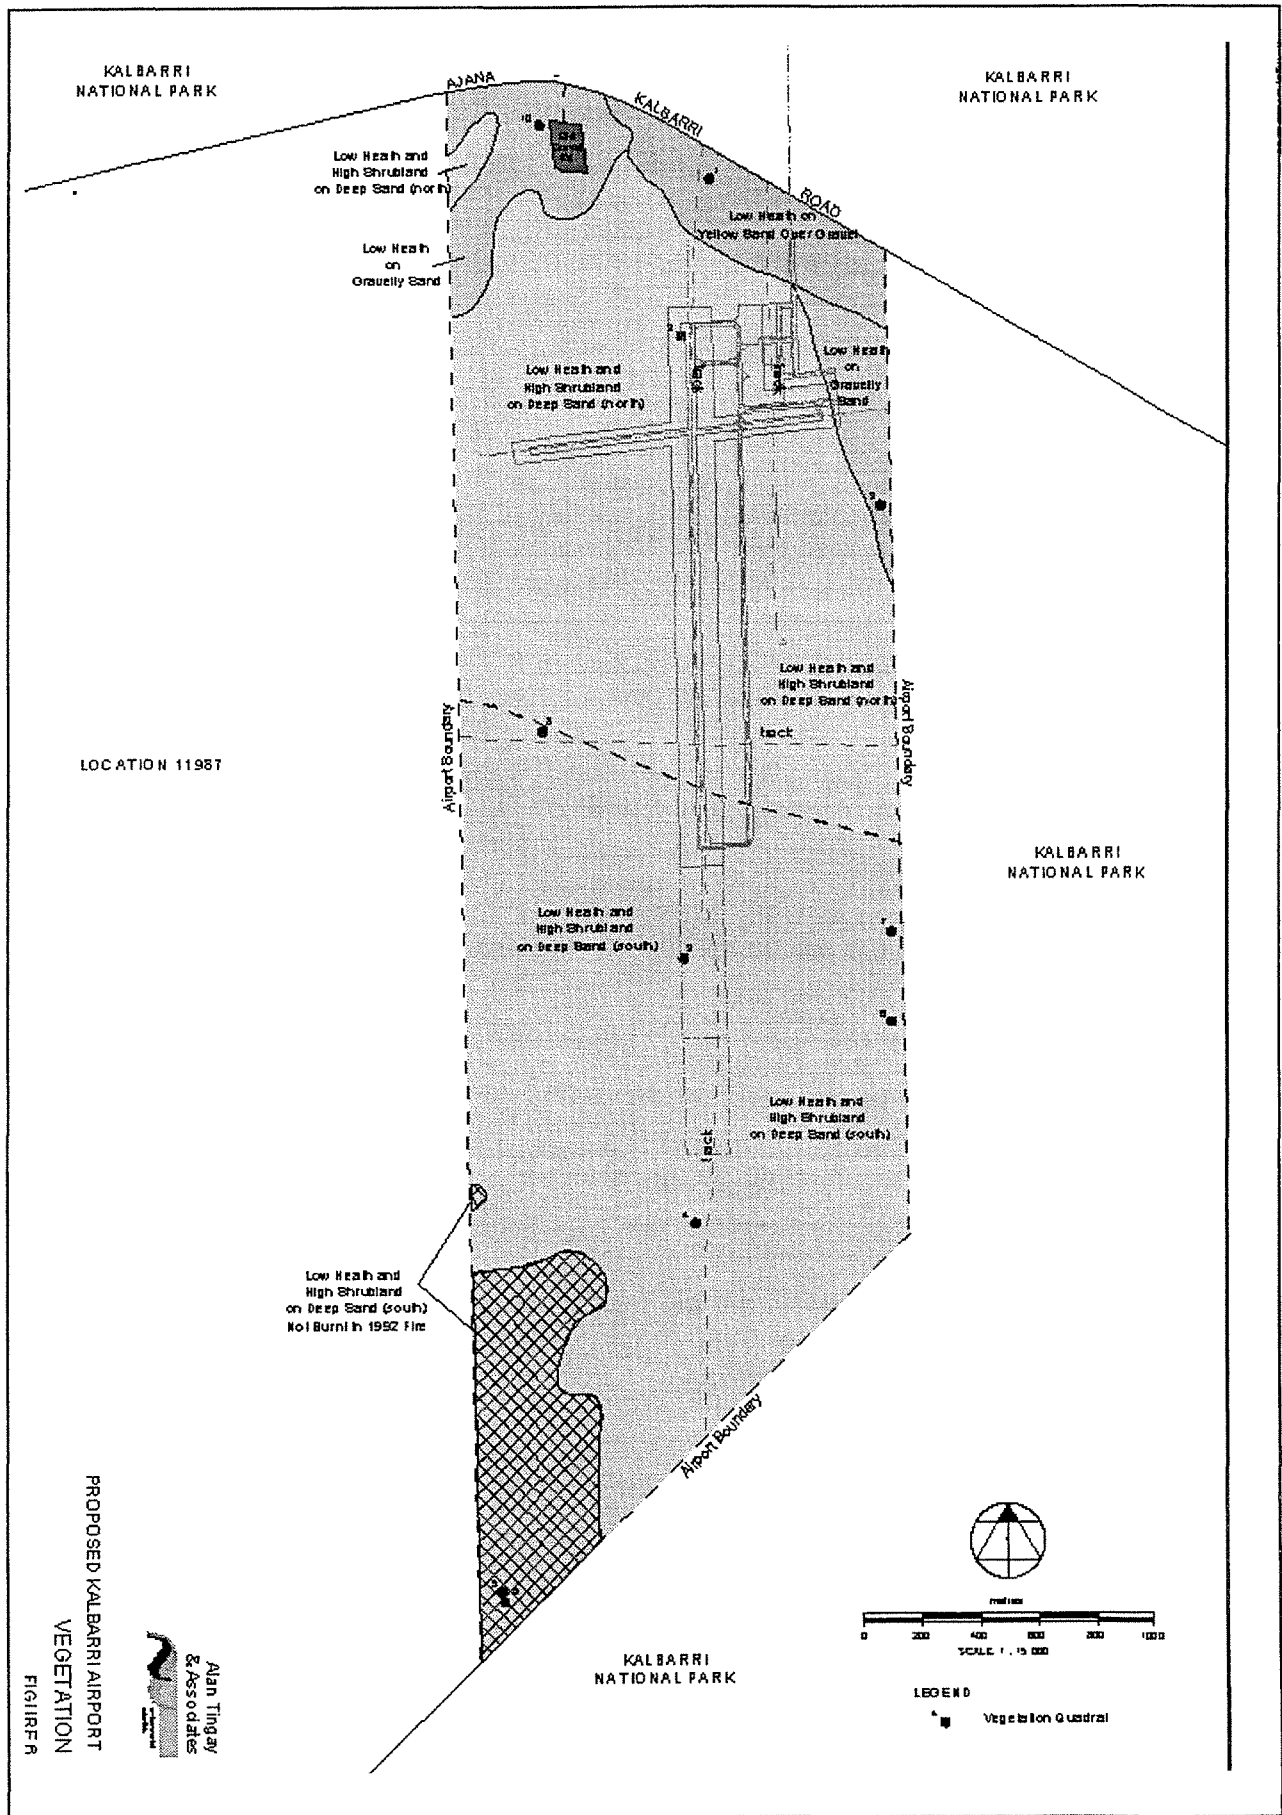 KALBARRI
NATIONAL PARK
AJANA
KALBARRI
ROAD
KALBARRI
NATIONAL PARK
10
Low Heath and
High Shrubland
on Deep Sand (north)
Low Heath
on
Gravelly Sand
Low Heath on
Yellow Sand Over Gravel
Low Heath and
High Shrubland
on Deep Sand (north)
Low Heath
on
Gravelly
Sand
Low Heath and
High Shrubland
on Deep Sand (north)
track
Airport Boundary
Airport Boundary
LOCATION 11987
KALBARRI
NATIONAL PARK
Low Heath and
High Shrubland
on Deep Sand (south)
Low Heath and
High Shrubland
on Deep Sand (south)
track
Low Heath and
High Shrubland
on Deep Sand (south)
Not Burnt in 1992 Fire
Airport Boundary
KALBARRI
NATIONAL PARK
metres
0 200 400 600 800 1000
SCALE 1 : 15 000
LEGEND
Vegetation Quadrat
Alan Tingay
& Associates
PROPOSED KALBARRI AIRPORT
VEGETATION